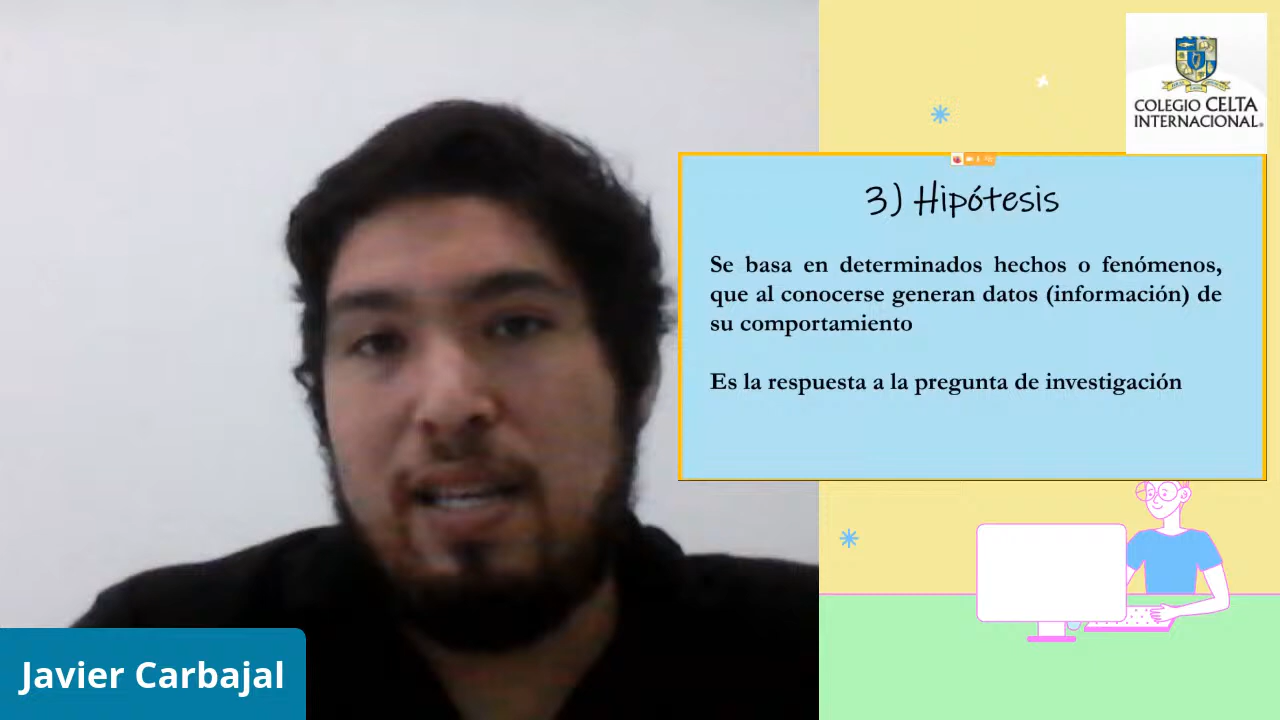 COLEGIO CELTA
INTERNACIONAL
3) Hipótesis
Se basa en determinados hechos o fenómenos,
que al conocerse generan datos (información) de
su comportamiento
Es la respuesta a la pregunta de investigación
Javier Carbajal